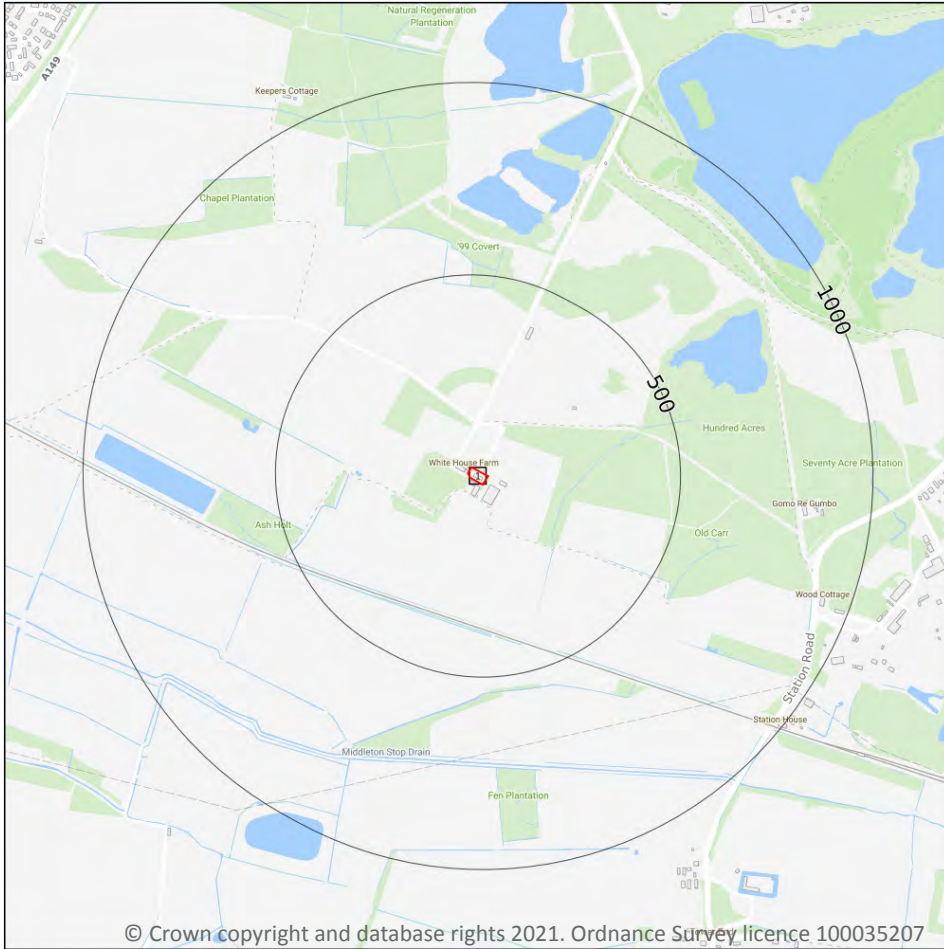 Natural Regeneration
Plantation
A149
Keepers Cottage
Chapel Plantation
'99 Covert
1000
500
Hundred Acres
White House Farm
1
Seventy Acre Plantation
Gomo Re Gumbo
Ash Holt
Old Carr
Wood Cottage
Station Road
Station House
Middleton Stop Drain
Fen Plantation
© Crown copyright and database rights 2021. Ordnance Survey licence 100035207